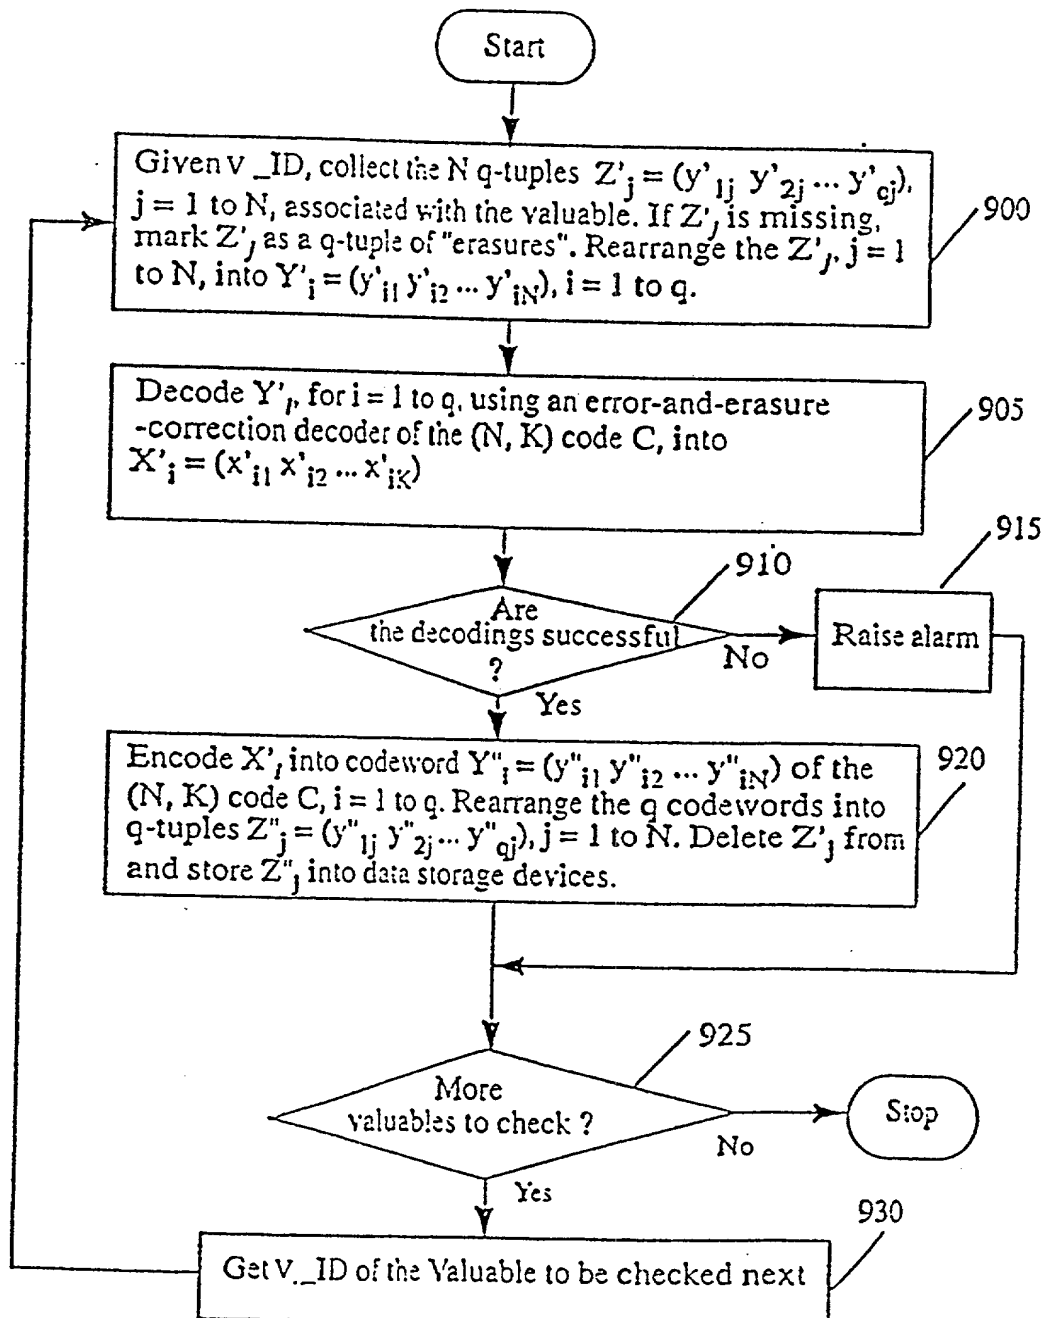 Start
Given V_ID, collect the N q-tuples Z'j = (y'1j y'2j ... y'qj),
j = 1 to N, associated with the valuable. If Z'j is missing,
mark Z'j as a q-tuple of "erasures". Rearrange the Z'j, j = 1
to N, into Y'i = (y'i1 y'i2 ... y'iN), i = 1 to q.
900
Decode Y'i, for i = 1 to q, using an error-and-erasure
-correction decoder of the (N, K) code C, into
X'i = (x'i1 x'i2 ... x'iK)
905
910
915
Are
the decodings successful
?
No
Raise alarm
Yes
Encode X'i into codeword Y"i = (y"i1 y"i2 ... y"iN) of the
(N, K) code C, i = 1 to q. Rearrange the q codewords into
q-tuples Z"j = (y"1j y"2j ... y"qj), j = 1 to N. Delete Z'j from
and store Z"j into data storage devices.
920
925
More
valuables to check ?
No
Stop
Yes
930
Get V_ID of the Valuable to be checked next